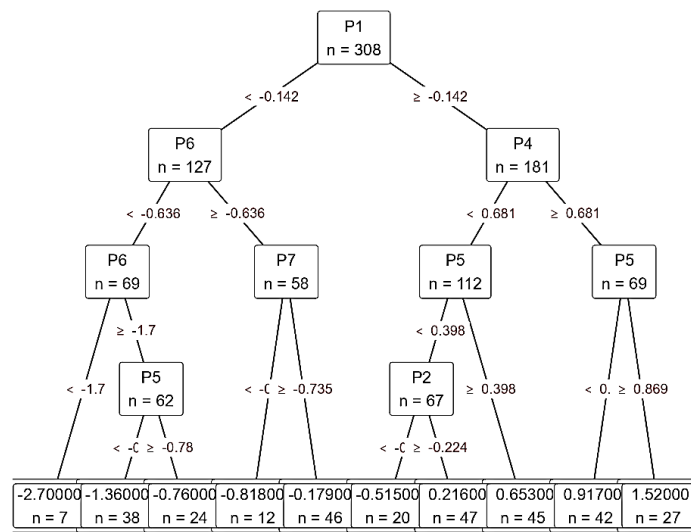 P1
n = 308
< -0.142
≥ -0.142
P6
n = 127
P4
n = 181
< -0.636
≥ -0.636
< 0.681
≥ 0.681
P6
n = 69
P7
n = 58
P5
n = 112
P5
n = 69
≥ -1.7
< 0.398
< -1.7
P5
n = 62
< -0
≥ -0.735
P2
n = 67
≥ 0.398
< 0.
≥ 0.869
< -0
≥ -0.78
< -0
≥ -0.224
-2.70000
-1.36000
-0.76000
-0.81800
-0.17900
-0.51500
0.21600
0.65300
0.91700
1.52000
n = 7
n = 38
n = 24
n = 12
n = 46
n = 20
n = 47
n = 45
n = 42
n = 27